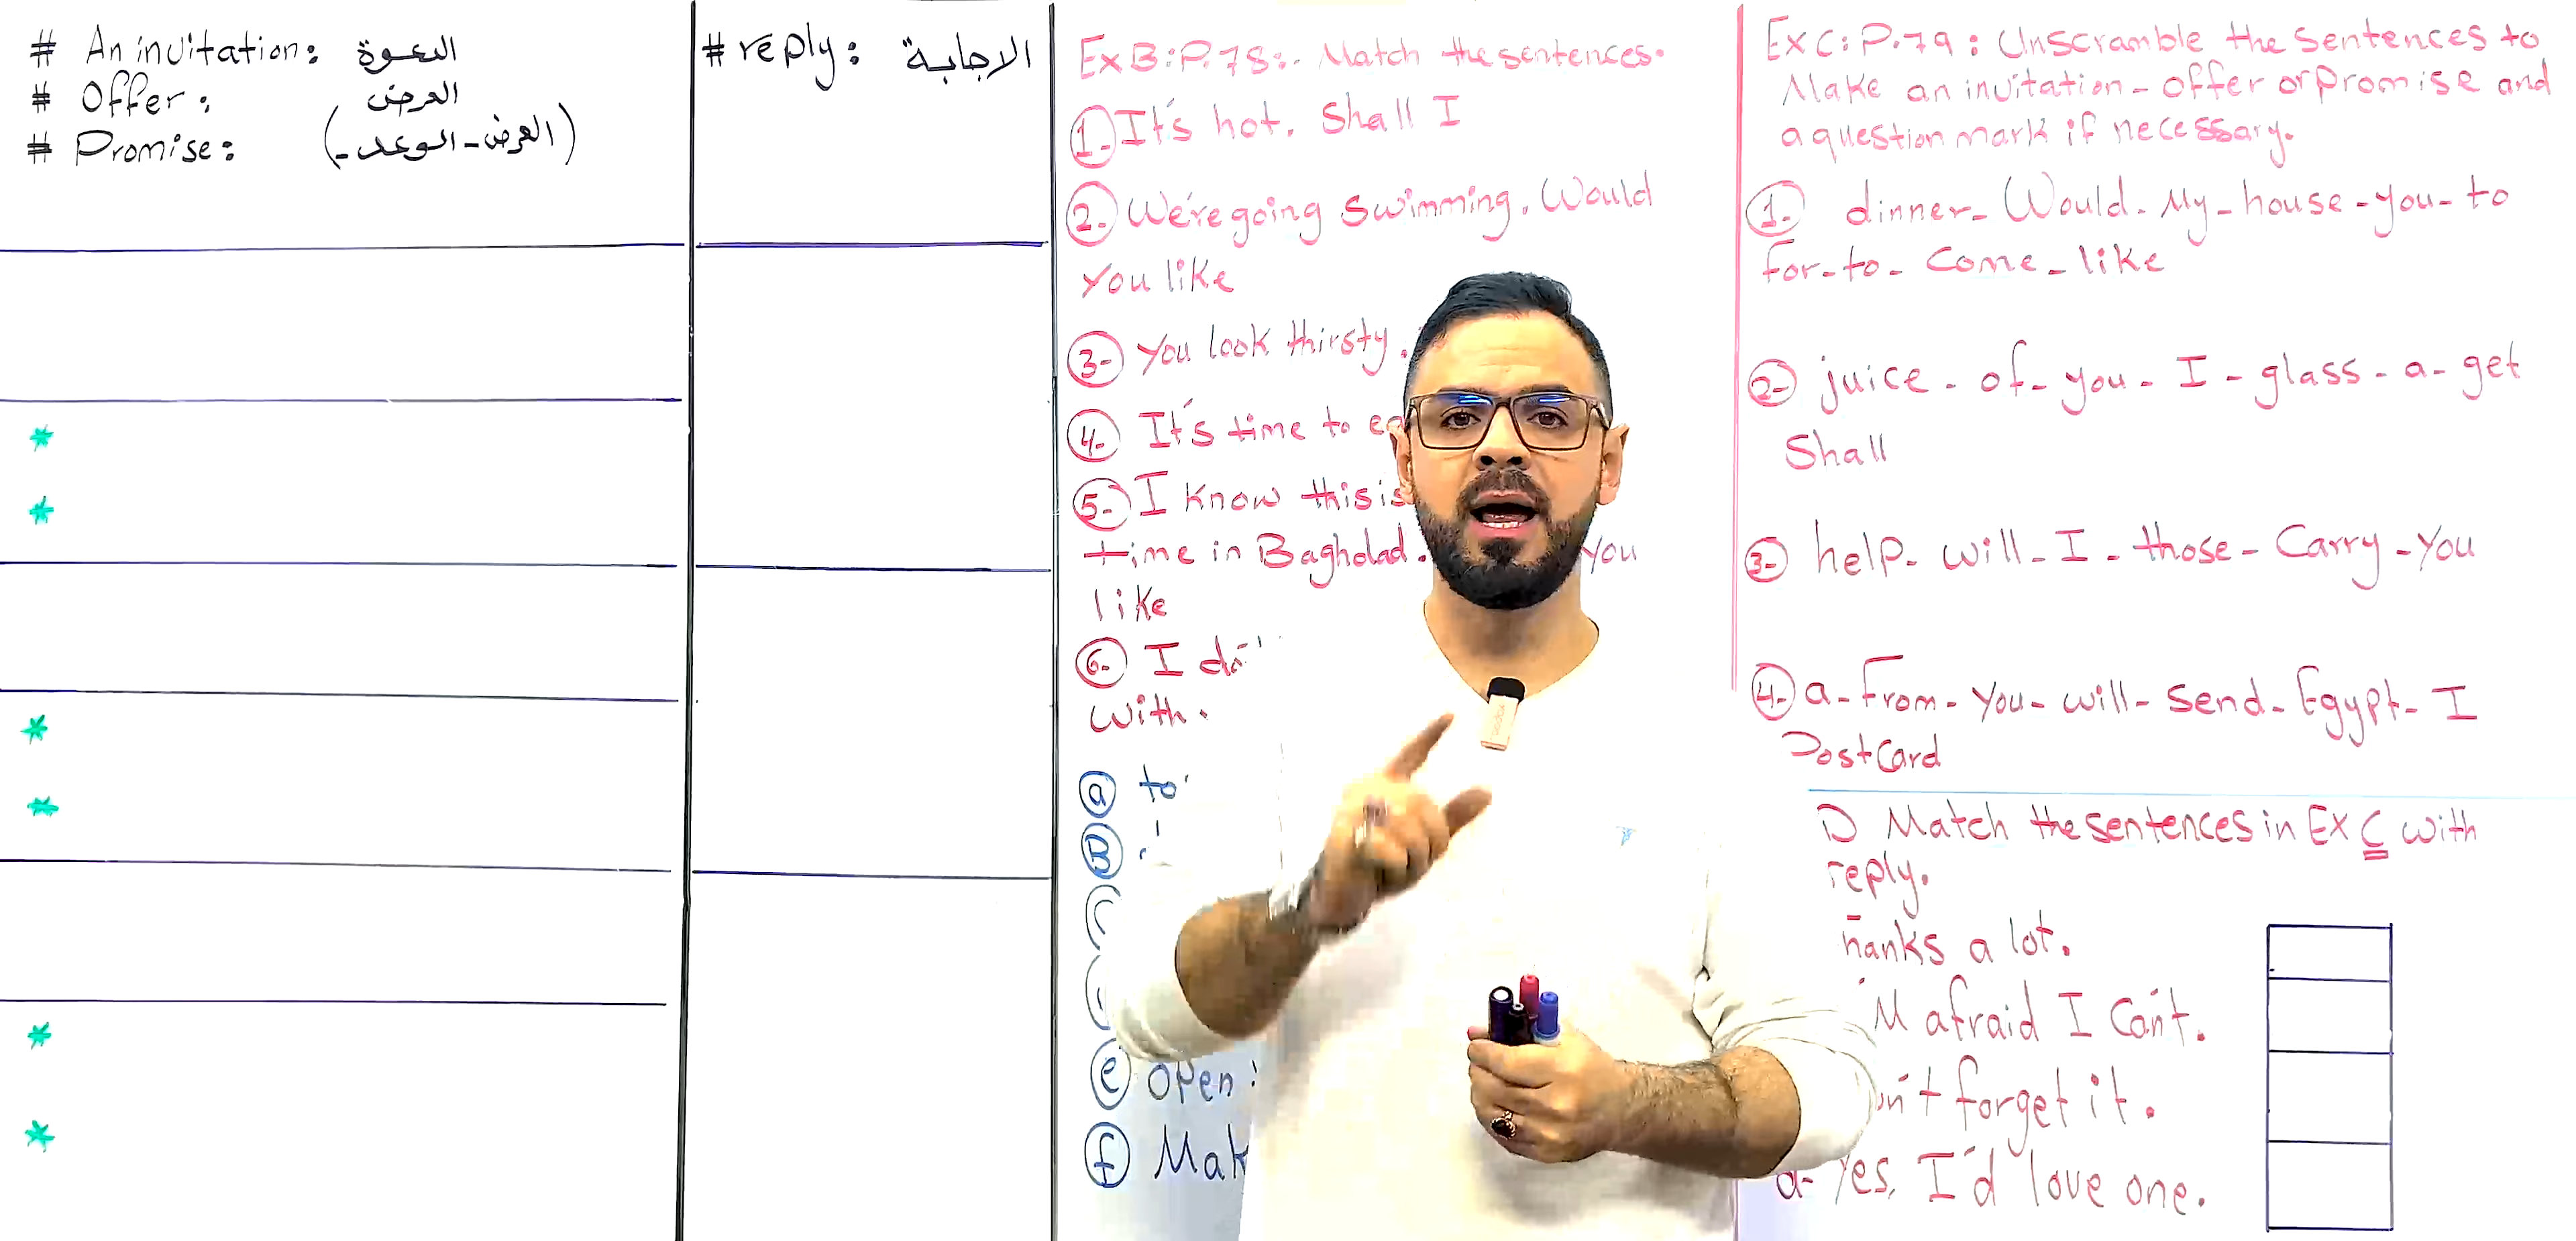 # An invitation: الدعوة
# Offer: العرض
# Promise: (العرض - الوعد-)
# reply: الاجابة
Ex B: P.78:. Match the sentences.
1. It's hot. Shall I
2. We're going swimming. Would
you like
3- You look thirsty.
4. It's time to
5. I know this is
time in Baghdad. you
like
6. I
with.
a to
B
e open
f
Ex C: P.79: Unscramble the sentences to
Make an invitation - offer or promise and
a question mark if necessary.
1. dinner - Would - My - house - you - to
for - to - Come - like
2- juice - of - you - I - glass - a - get
Shall
3- help - will - I - those - Carry - you
4- a - From - you - will - send - Egypt - I
PostCard
D Match the sentences in EX C with
reply.
a lot.
afraid I Can't.
forget it.
d- Yes, I'd love one.